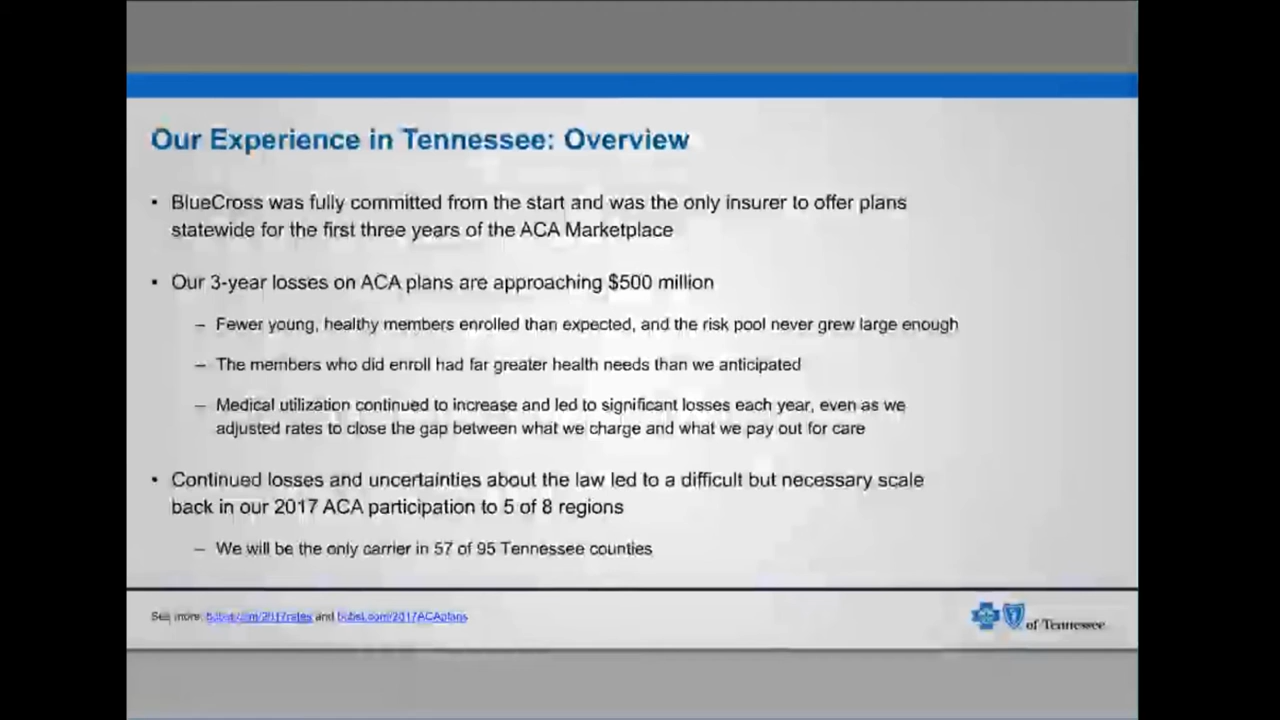 Our Experience in Tennessee: Overview
• BlueCross was fully committed from the start and was the only insurer to offer plans
statewide for the first three years of the ACA Marketplace
• Our 3-year losses on ACA plans are approaching $500 million
– Fewer young, healthy members enrolled than expected, and the risk pool never grew large enough
– The members who did enroll had far greater health needs than we anticipated
– Medical utilization continued to increase and led to significant losses each year, even as we
adjusted rates to close the gap between what we charge and what we pay out for care
• Continued losses and uncertainties about the law led to a difficult but necessary scale
back in our 2017 ACA participation to 5 of 8 regions
– We will be the only carrier in 57 of 95 Tennessee counties
See more: bcbst.com/2017rates and bcbst.com/2017ACAplans
of Tennessee